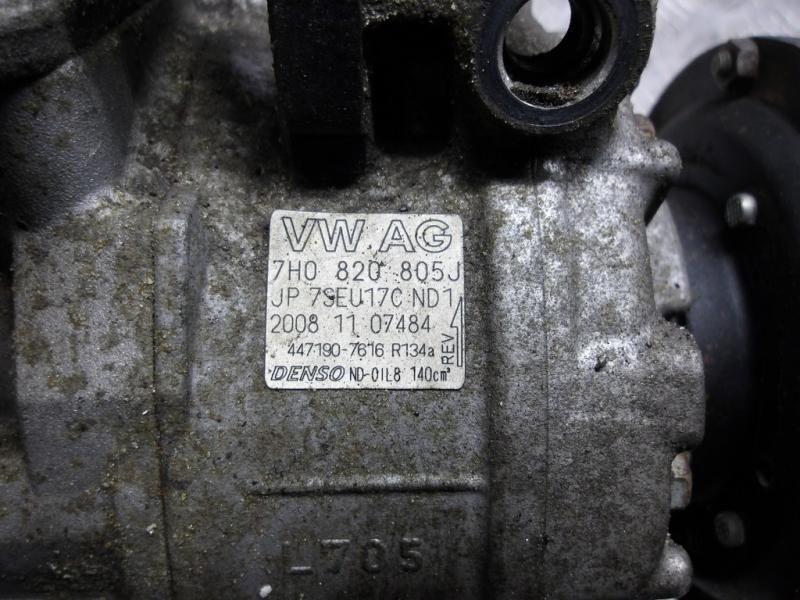 VW AG
7H0 820 805J
JP 7SEU17C ND1
2008 11 07484
447190-7616 R134a
REV
DENSO ND-OIL8 140cm³
L705